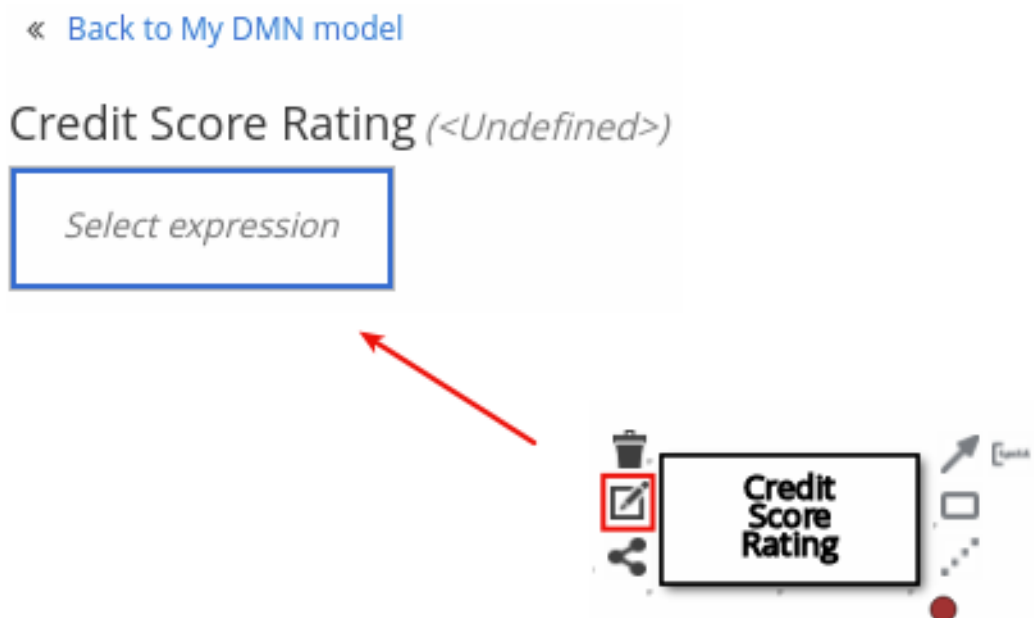 « Back to My DMN model
Credit Score Rating (<Undefined>)
Select expression
Credit
Score
Rating